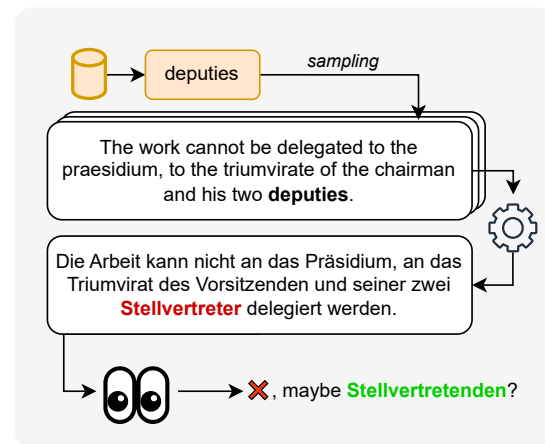 deputies
sampling
The work cannot be delegated to the
praesidium, to the triumvirate of the chairman
and his two deputies.
Die Arbeit kann nicht an das Präsidium, an das
Triumvirat des Vorsitzenden und seiner zwei
Stellvertreter delegiert werden.
, maybe Stellvertretenden?